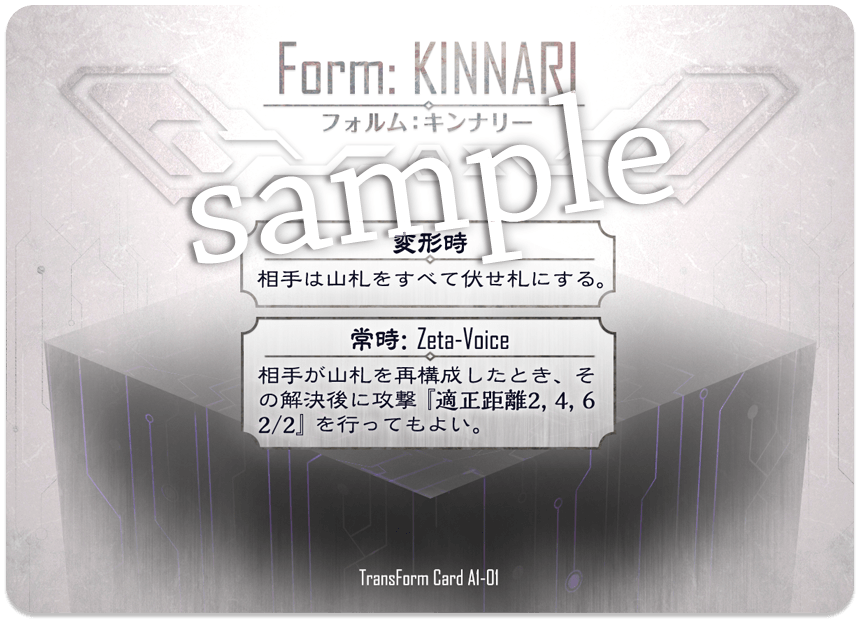 Form: KINNARI
フォルム：キンナリー
sample
変形時
相手は山札をすべて伏せ札にする。
常時: Zeta-Voice
相手が山札を再構成したとき、そ
の解決後に攻撃『適正距離2, 4, 6
2/2』を行ってもよい。
TransForm Card A1-01